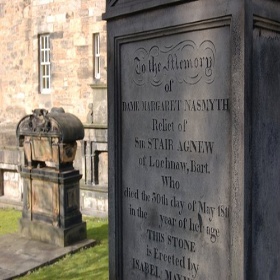 To the Memory
of
DAME MARGARET NASMYTH
Relict of
SIR STAIR AGNEW
of Lochnaw, Bart.
Who
died the 30th day of May 18
in the year of her age
THIS STONE
is Erected by
ISABEL